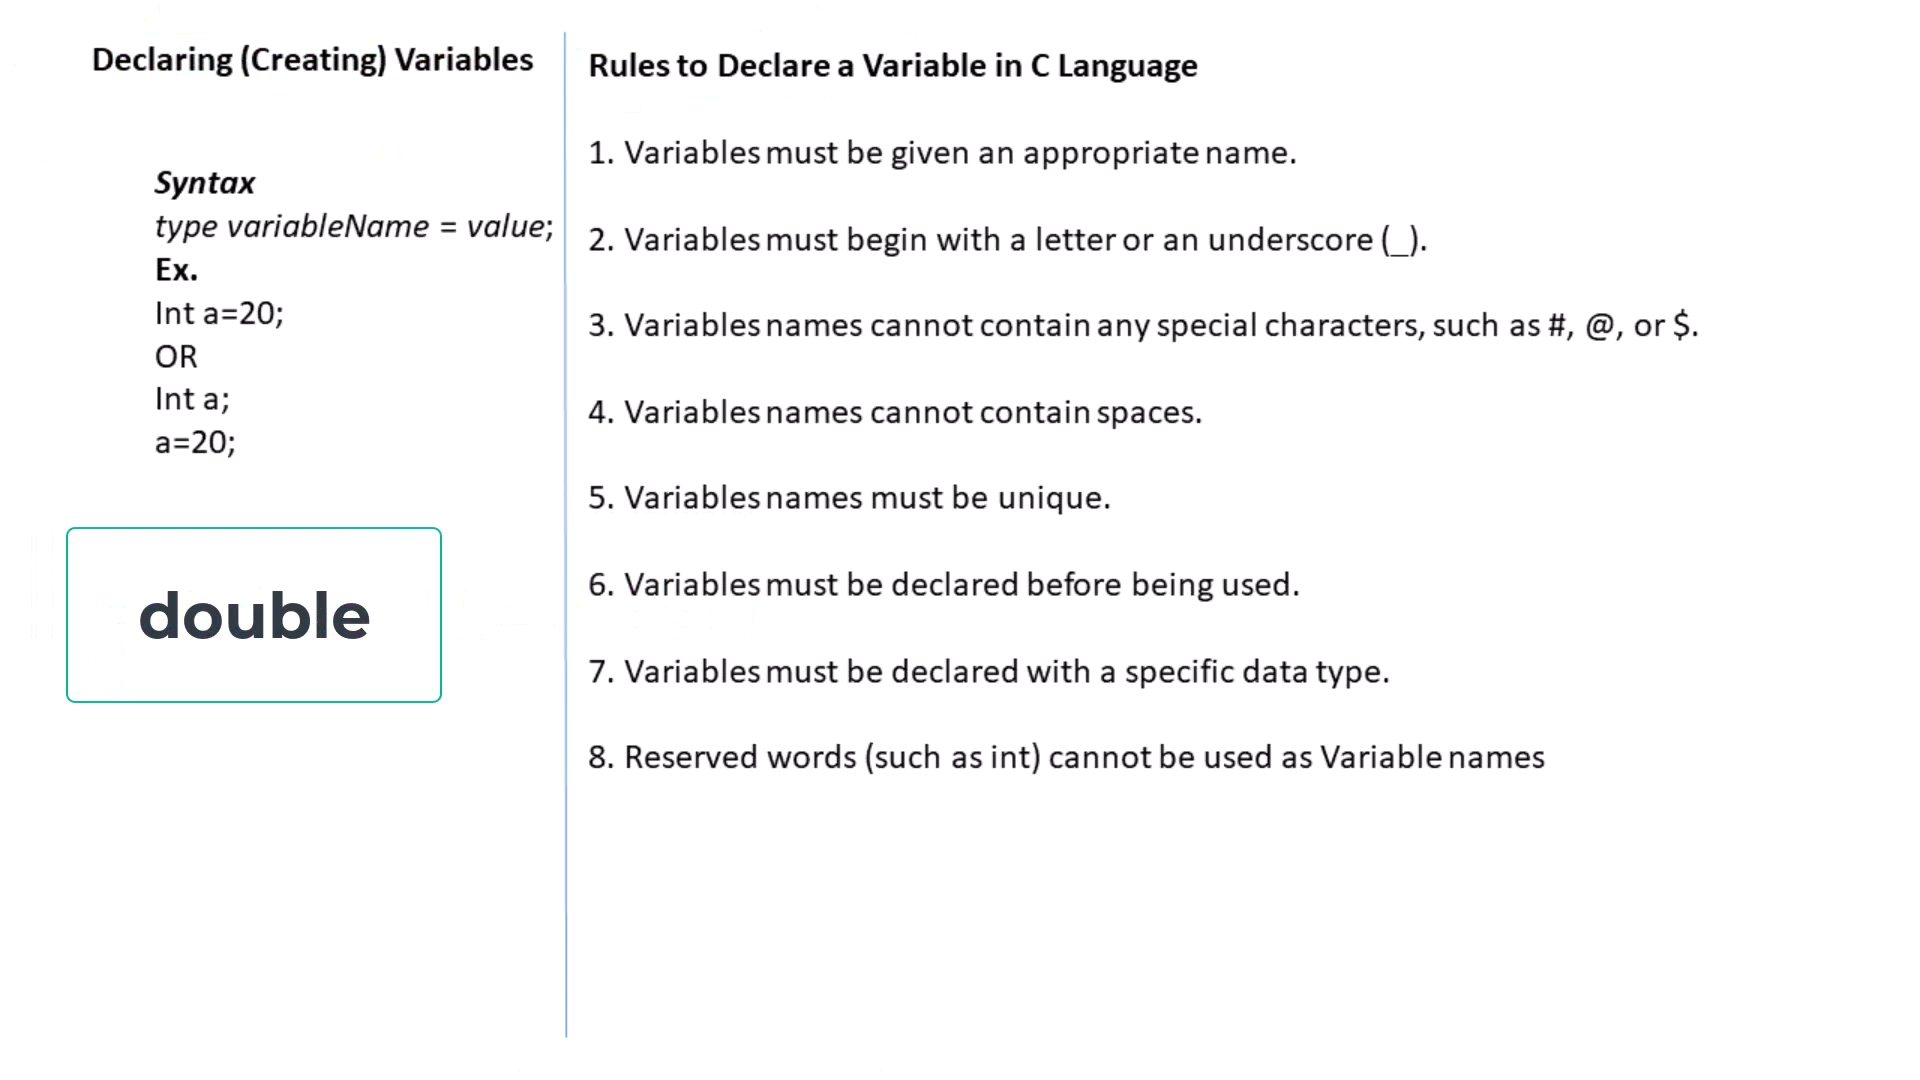 Declaring (Creating) Variables
Syntax
type variableName = value;
Ex.
Int a=20;
OR
Int a;
a=20;
double
Rules to Declare a Variable in C Language
1. Variables must be given an appropriate name.
2. Variables must begin with a letter or an underscore (_).
3. Variables names cannot contain any special characters, such as #, @, or $.
4. Variables names cannot contain spaces.
5. Variables names must be unique.
6. Variables must be declared before being used.
7. Variables must be declared with a specific data type.
8. Reserved words (such as int) cannot be used as Variable names